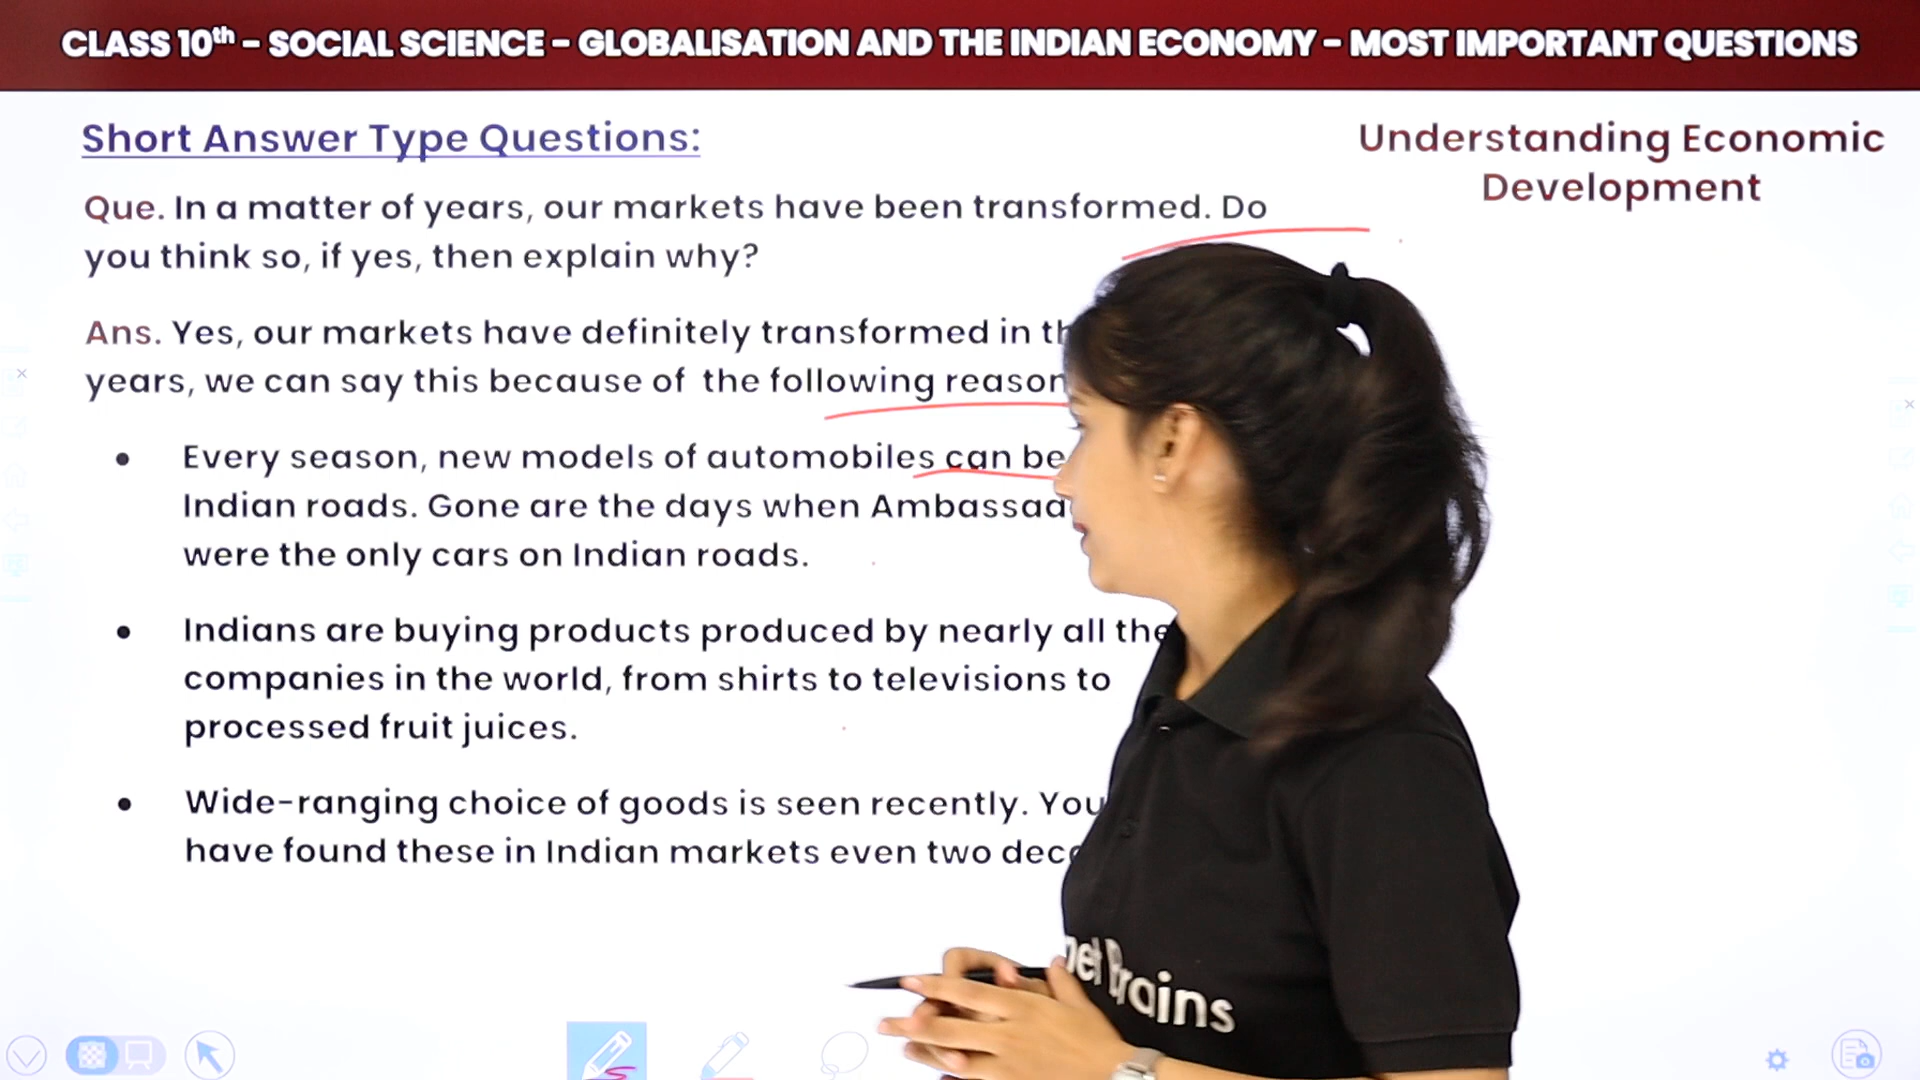 CLASS 10th - SOCIAL SCIENCE - GLOBALISATION AND THE INDIAN ECONOMY - MOST IMPORTANT QUESTIONS
Short Answer Type Questions:
Understanding Economic
Development
Que. In a matter of years, our markets have been transformed. Do
you think so, if yes, then explain why?
Ans. Yes, our markets have definitely transformed in
years, we can say this because of the following
• Every season, new models of automobiles can be
Indian roads. Gone are the days when
were the only cars on Indian roads.
• Indians are buying products produced by nearly all the
companies in the world, from shirts to televisions to
processed fruit juices.
• Wide-ranging choice of goods is seen recently. You
have found these in Indian markets even two
Brains